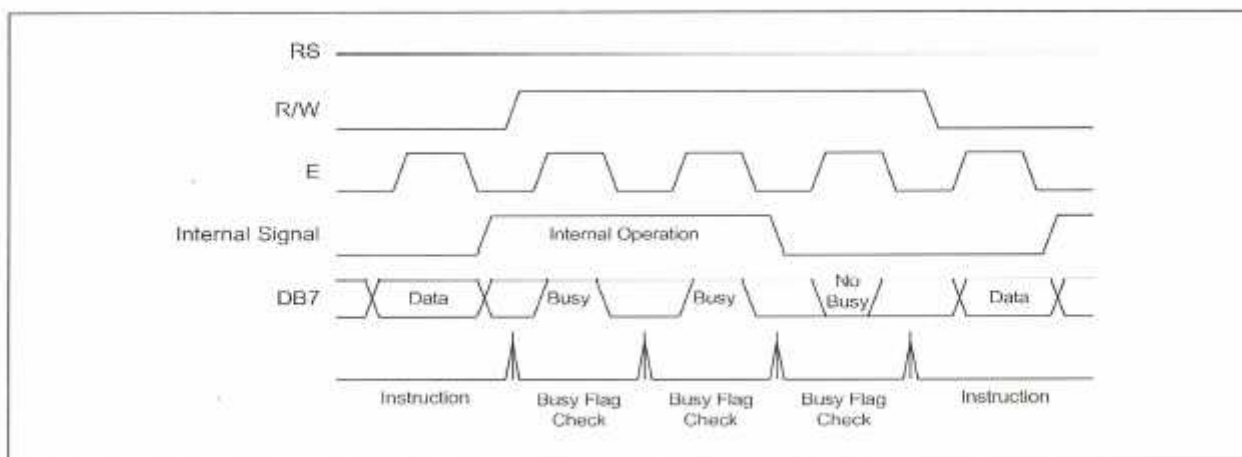 RS
R/W
E
Internal Signal
Internal Operation
DB7
Data
Busy
Busy
No
Busy
Data
Instruction
Busy Flag
Check
Busy Flag
Check
Busy Flag
Check
Instruction